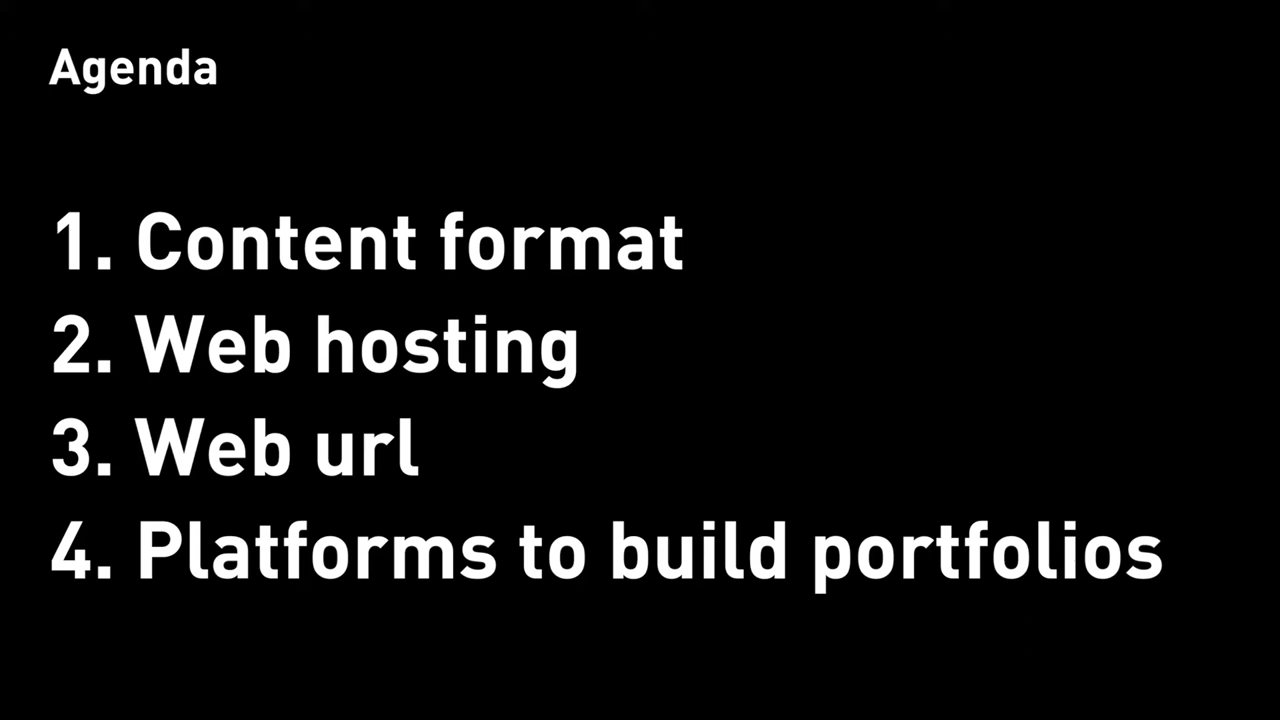 Agenda
1. Content format
2. Web hosting
3. Web url
4. Platforms to build portfolios